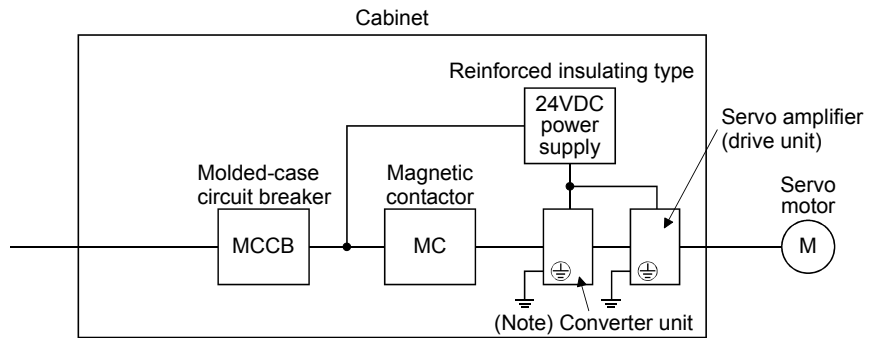 Cabinet
Reinforced insulating type
24VDC
power
supply
Servo amplifier
(drive unit)
Molded-case
circuit breaker
Magnetic
contactor
Servo
motor
MCCB
MC
M
(Note) Converter unit